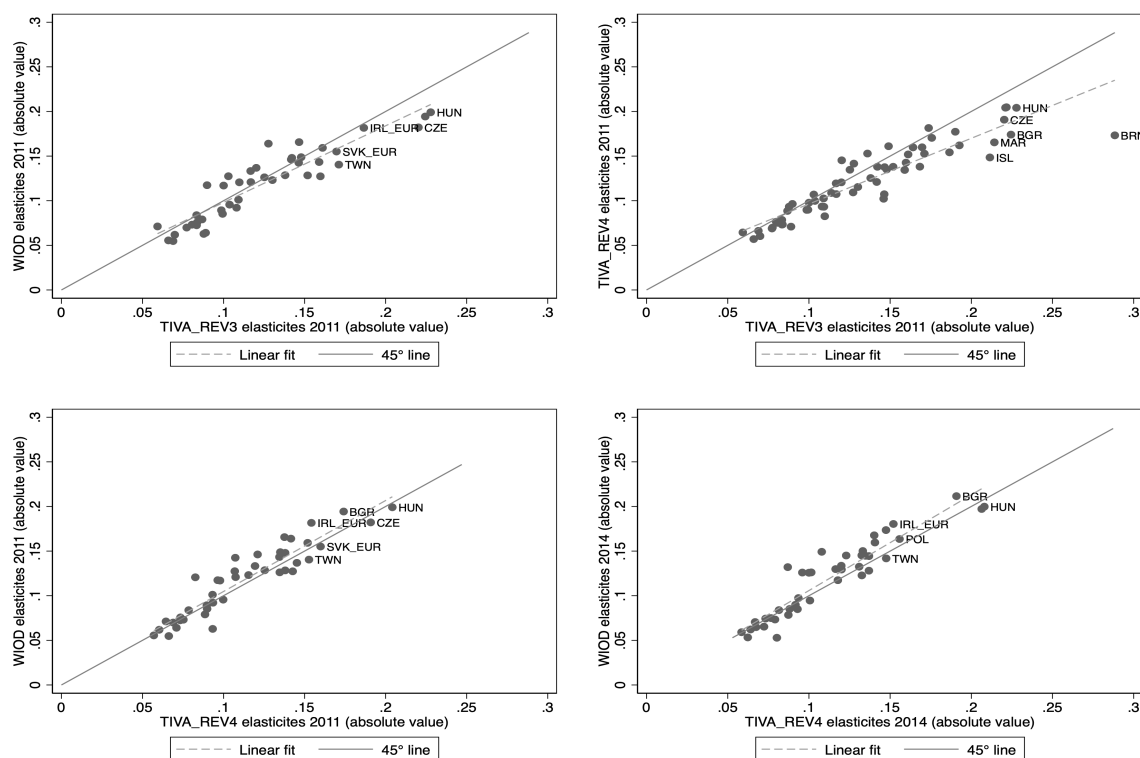 WIOD elasticites 2011 (absolute value)
0 .05 .1 .15 .2 .25 .3
HUN
IRL_EUR
CZE
SVK_EUR
TWN
0 .05 .1 .15 .2 .25 .3
TIVA_REV3 elasticites 2011 (absolute value)
Linear fit 45° line
TIVA_REV4 elasticites 2011 (absolute value)
0 .05 .1 .15 .2 .25 .3
HUN
CZE
BGR
BRN
MAR
ISL
0 .05 .1 .15 .2 .25 .3
TIVA_REV3 elasticites 2011 (absolute value)
Linear fit 45° line
WIOD elasticites 2011 (absolute value)
0 .05 .1 .15 .2 .25 .3
BGR
HUN
IRL_EUR
CZE
SVK_EUR
TWN
0 .05 .1 .15 .2 .25 .3
TIVA_REV4 elasticites 2011 (absolute value)
Linear fit 45° line
WIOD elasticites 2014 (absolute value)
0 .05 .1 .15 .2 .25 .3
BGR
HUN
IRL_EUR
POL
TWN
0 .05 .1 .15 .2 .25 .3
TIVA_REV4 elasticites 2014 (absolute value)
Linear fit 45° line